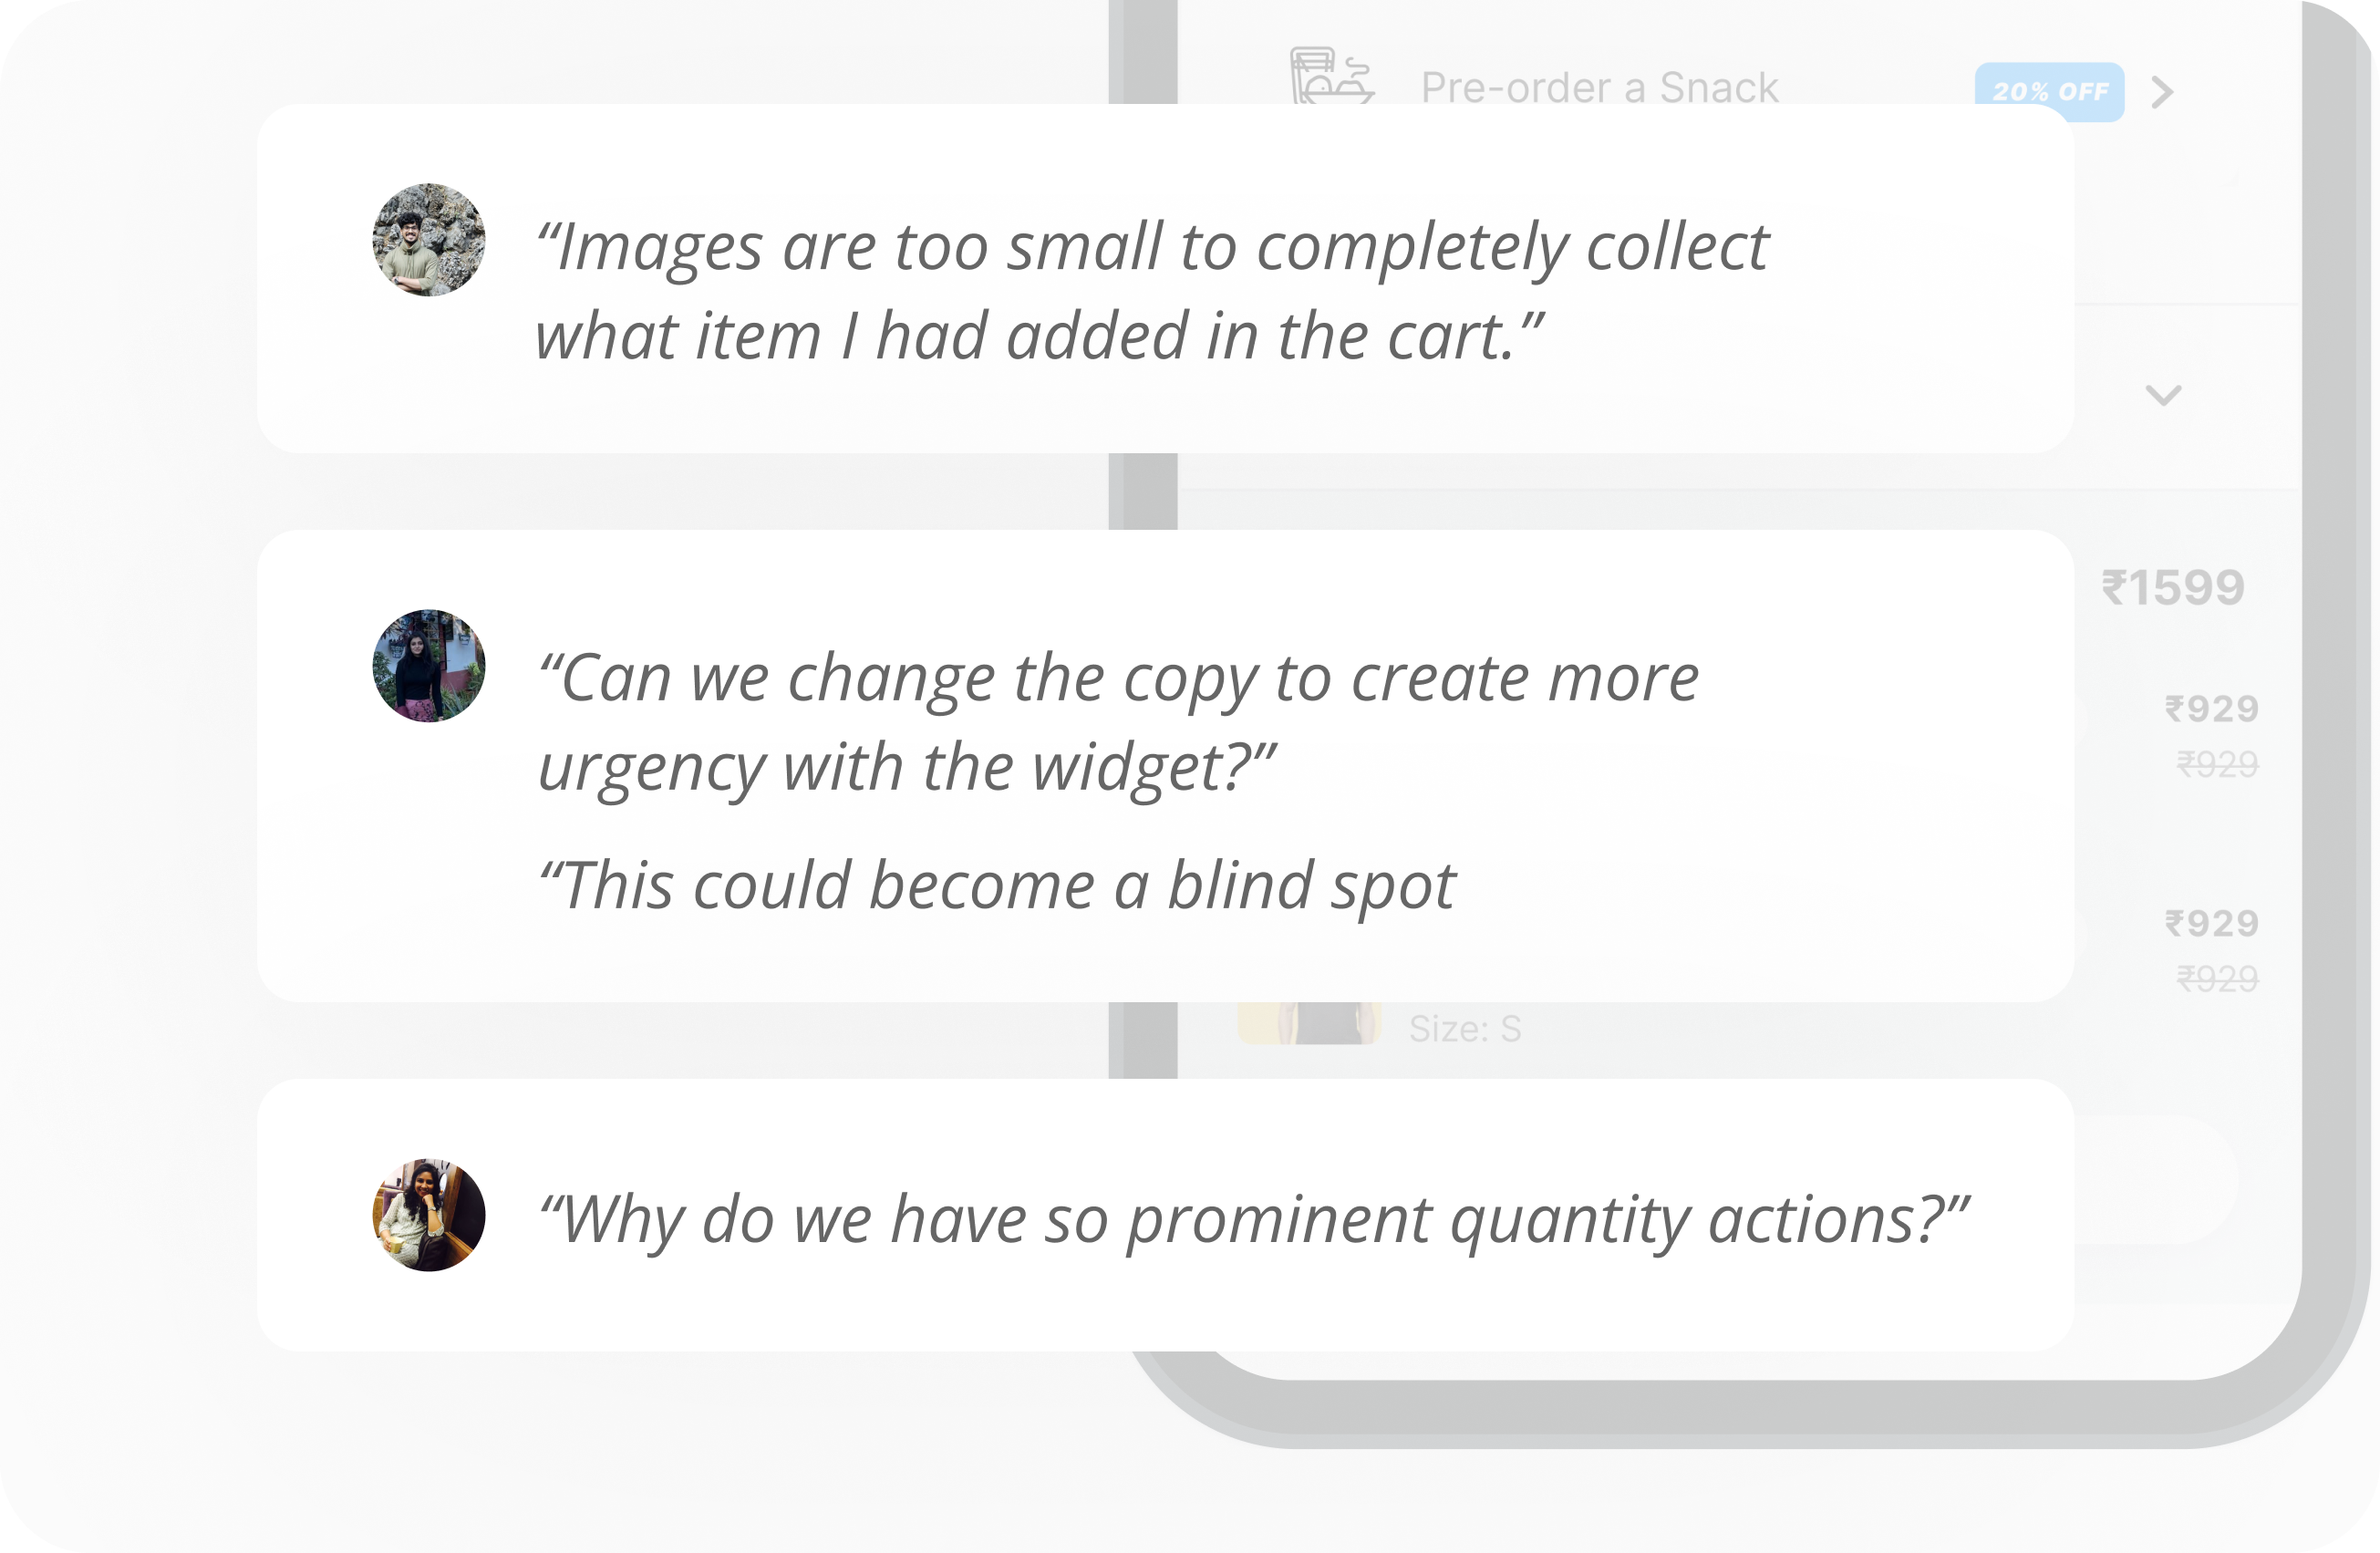 Pre-order a Snack
20% OFF
“Images are too small to completely collect
what item I had added in the cart.”
₹1599
“Can we change the copy to create more
urgency with the widget?”
₹929
₹929
“This could become a blind spot
₹929
₹929
Size: S
“Why do we have so prominent quantity actions?”